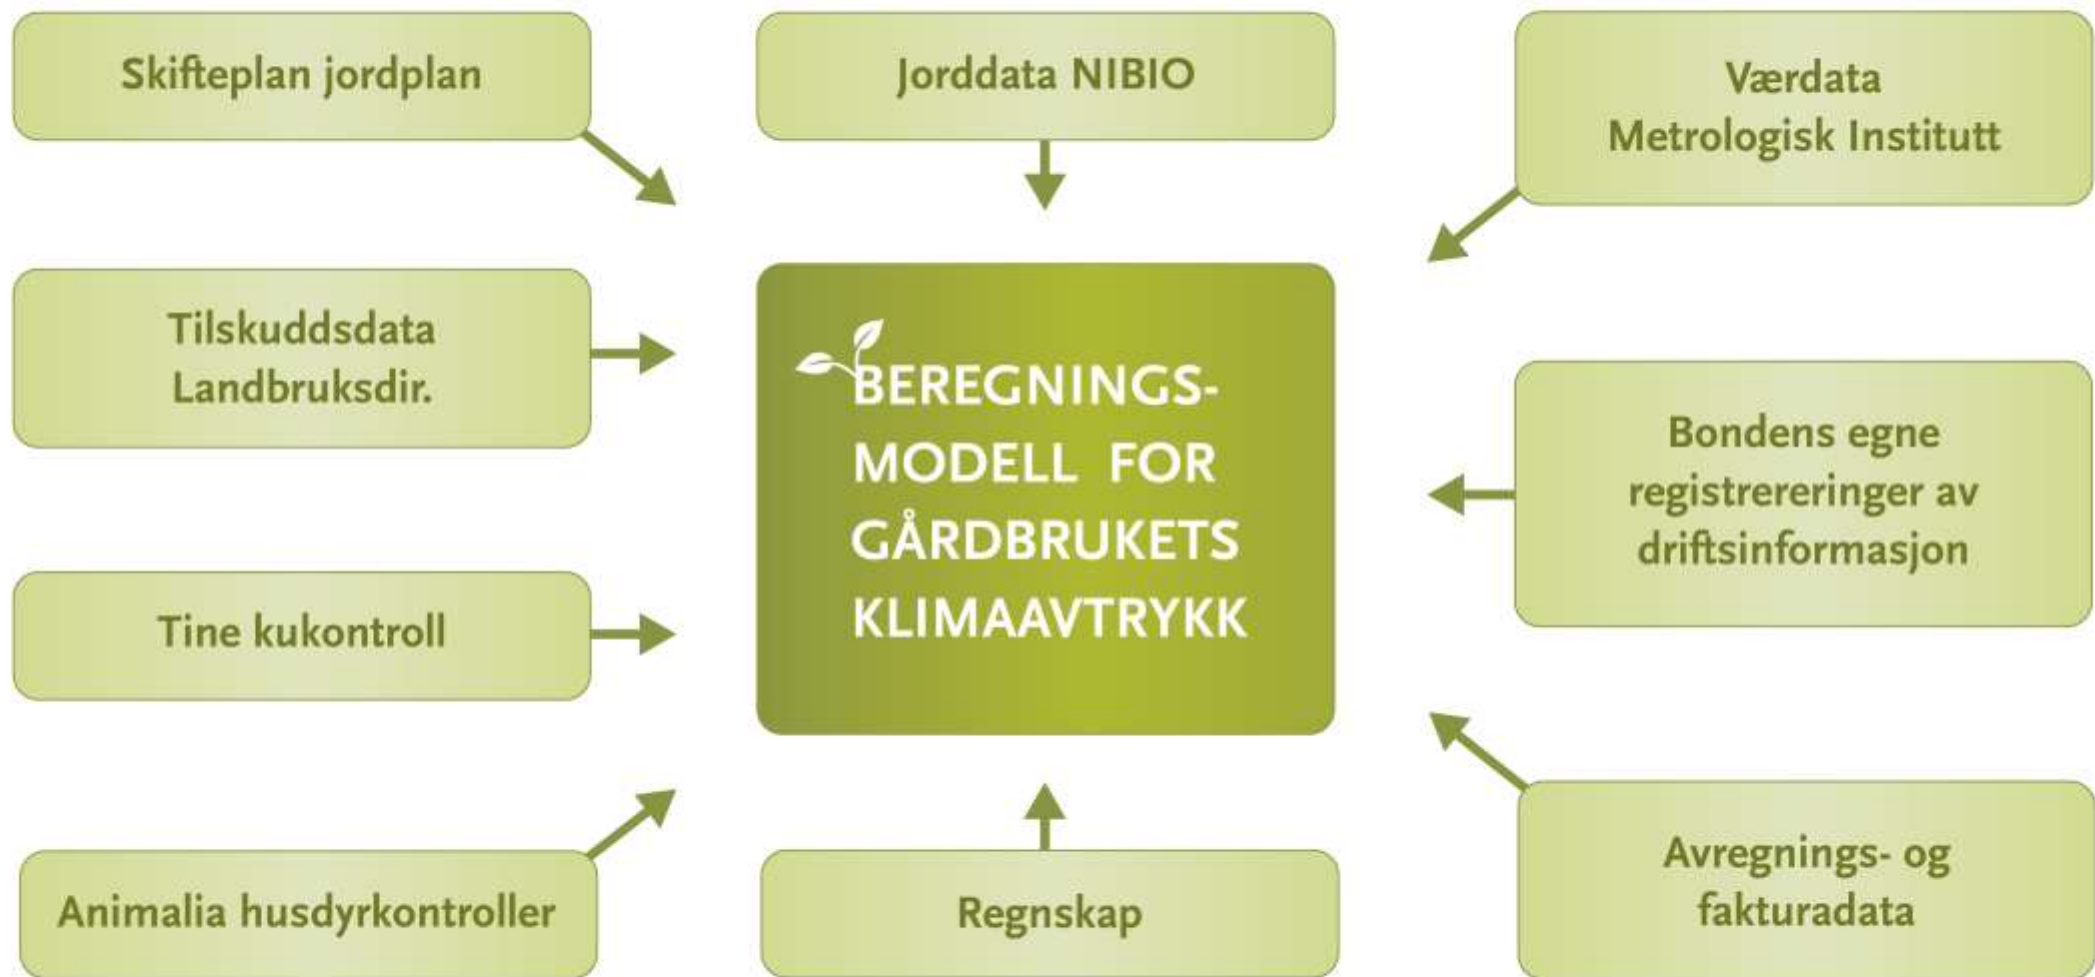 Skifteplan jordplan
Jorddata NIBIO
Værdata
Metrologisk Institutt
Tilskuddsdata
Landbruksdir.
BEREGNINGS-
MODELL FOR
GÅRDBRUKETS
KLIMAAVTRYKK
Bondens egne
registrereringer av
driftsinformasjon
Tine kukontroll
Animalia husdyrkontroller
Regnskap
Avregnings- og
fakturadata